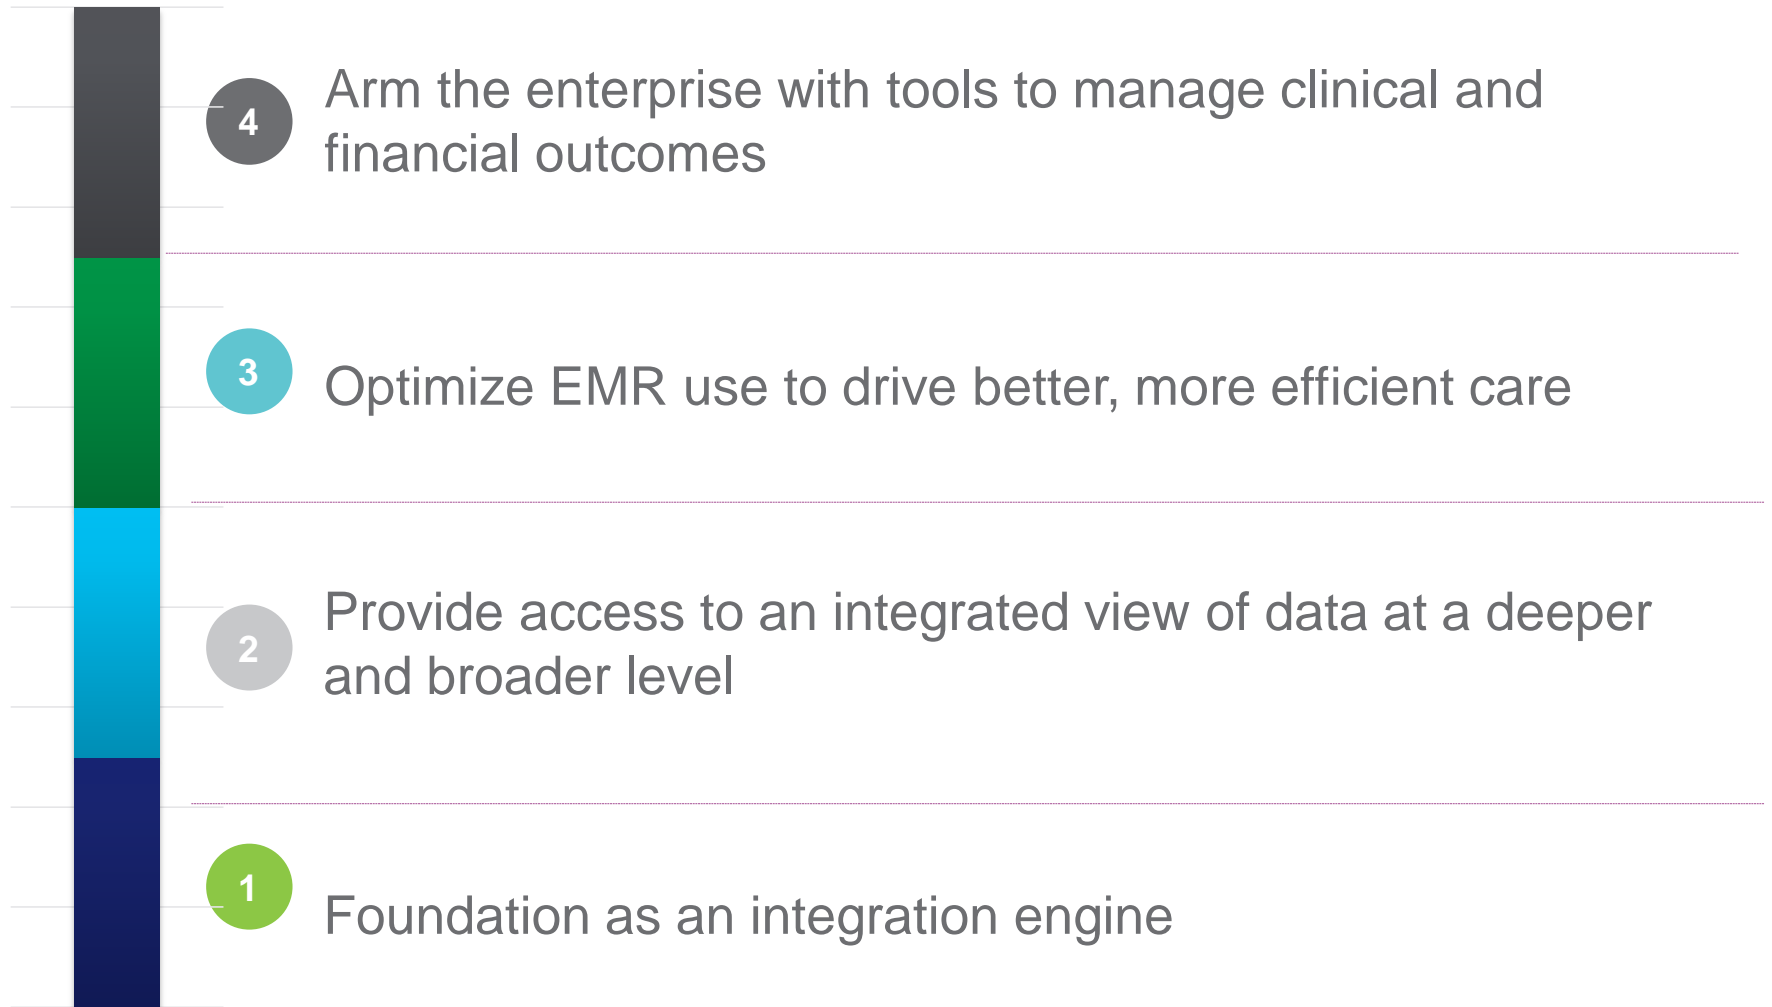 4
Arm the enterprise with tools to manage clinical and
financial outcomes
3
Optimize EMR use to drive better, more efficient care
2
Provide access to an integrated view of data at a deeper
and broader level
1
Foundation as an integration engine